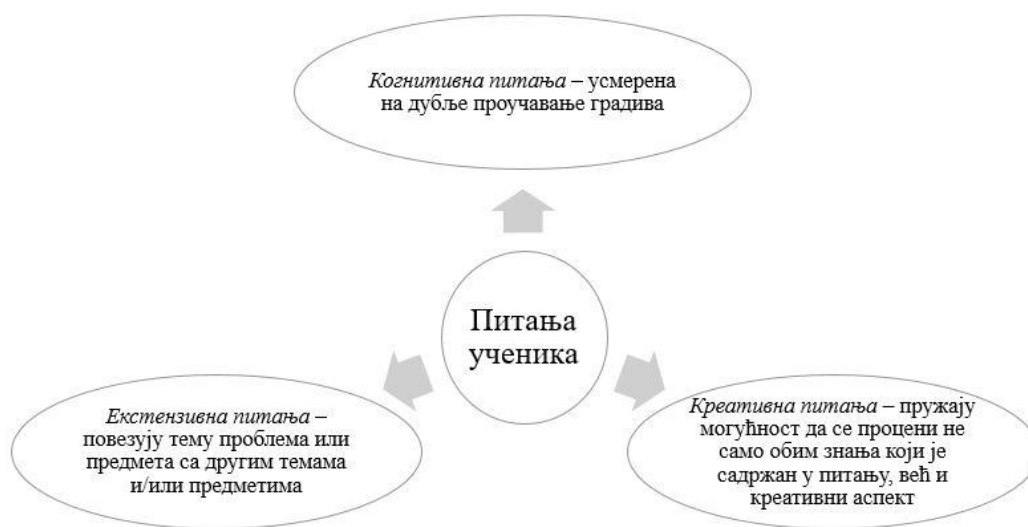 Когнитивна питања – усмерена
на дубље проучавање градива
Питања
ученика
Екстензивна питања –
повезују тему проблема или
предмета са другим темама
и/или предметима
Креативна питања – пружају
могућност да се процени не
само обим знања који је
садржан у питању, већ и
креативни аспект